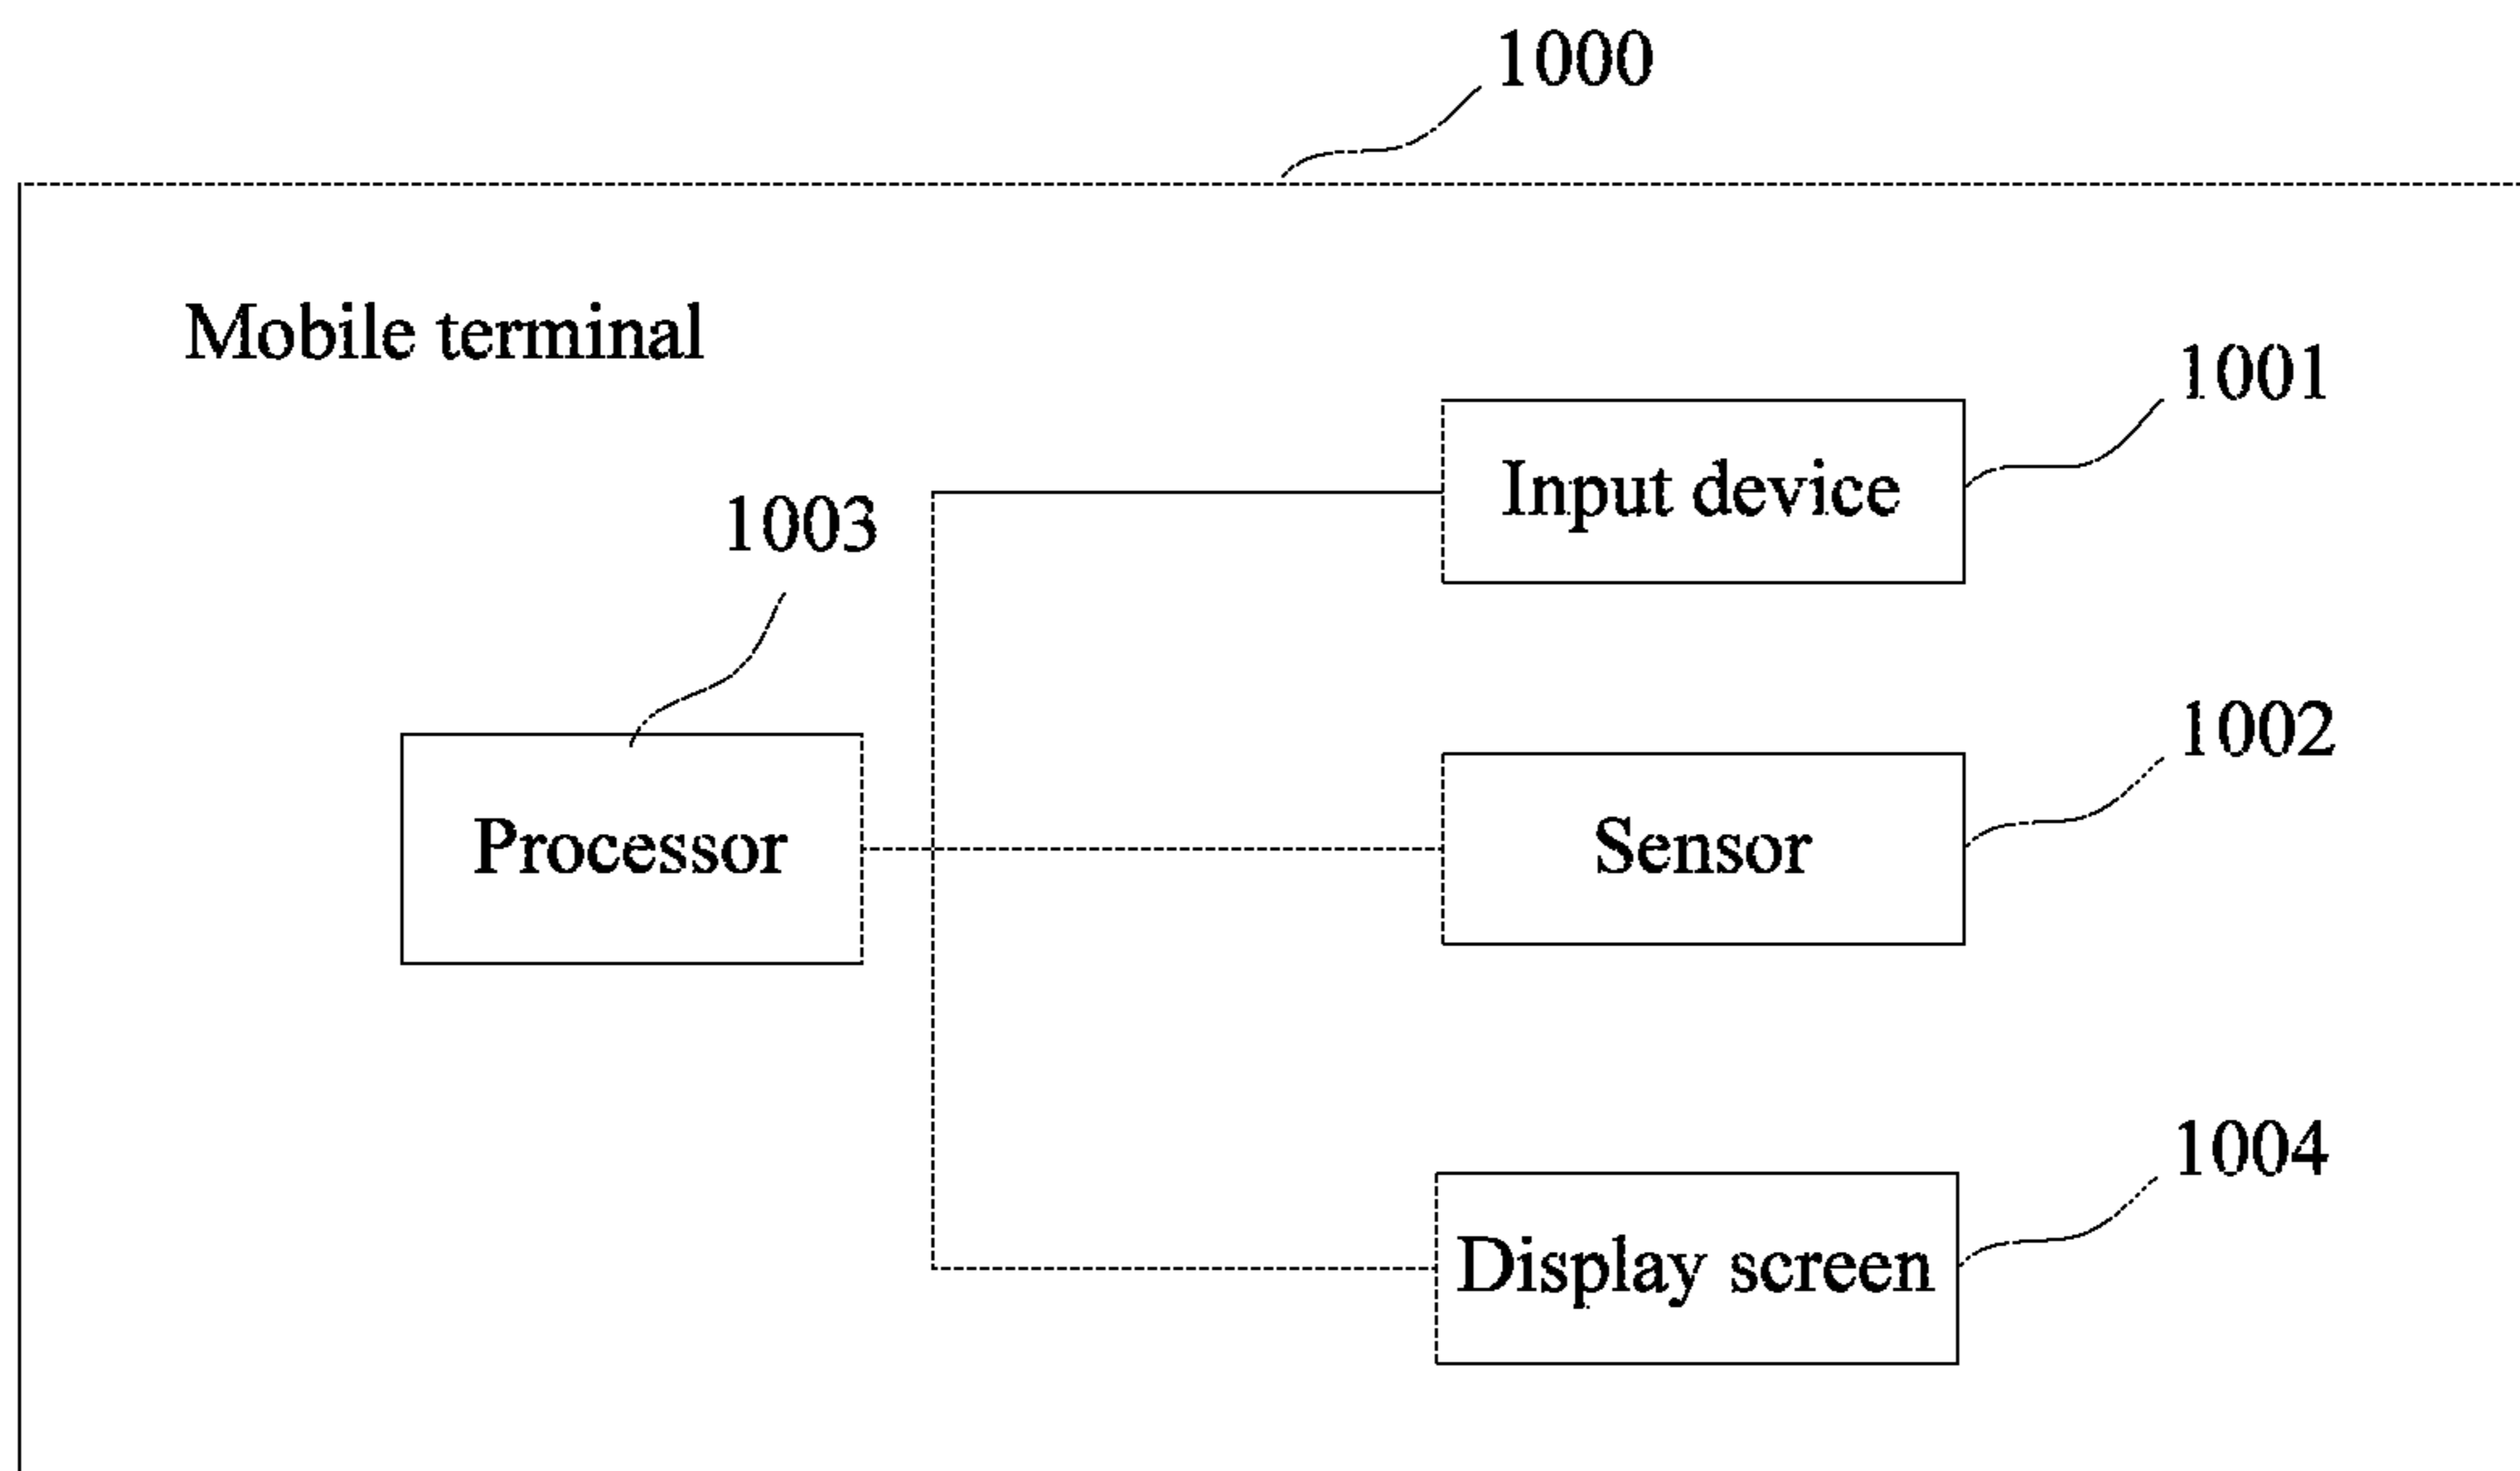 1000
Mobile terminal
1001
Input device
1003
1002
Processor
Sensor
1004
Display screen